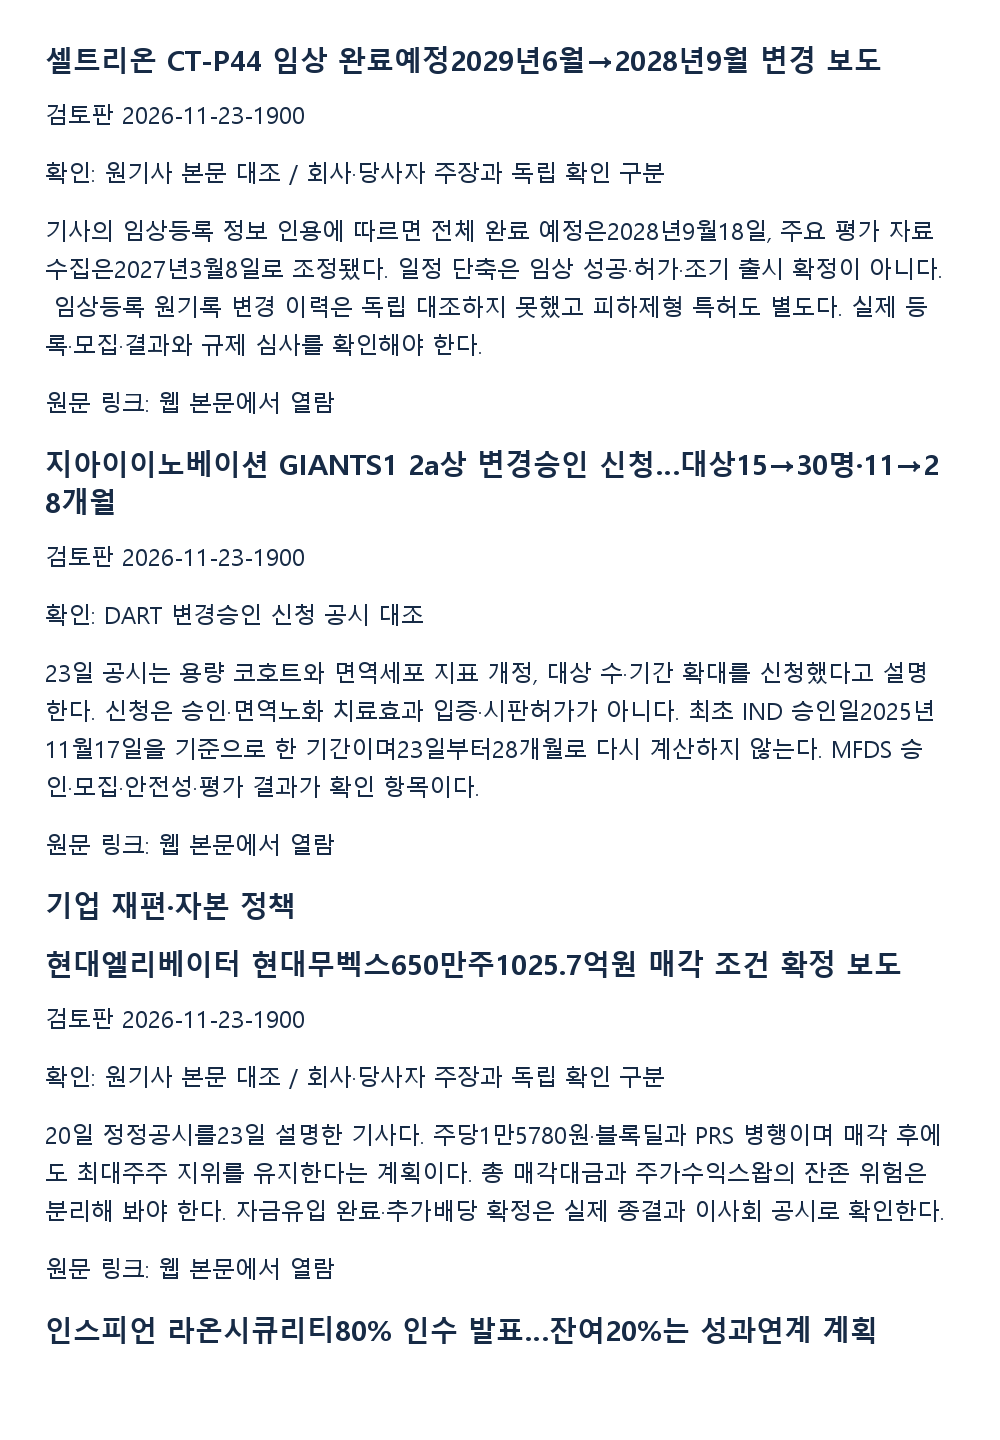 셀트리온 CT-P44 임상 완료예정2029년6월→2028년9월 변경 보도
검토판 2026-11-23-1900
확인: 원기사 본문 대조 / 회사·당사자 주장과 독립 확인 구분
기사의 임상등록 정보 인용에 따르면 전체 완료 예정은2028년9월18일, 주요 평가 자료
수집은2027년3월8일로 조정됐다. 일정 단축은 임상 성공·허가·조기 출시 확정이 아니다.
임상등록 원기록 변경 이력은 독립 대조하지 못했고 피하제형 특허도 별도다. 실제 등
록·모집·결과와 규제 심사를 확인해야 한다.
원문 링크: 웹 본문에서 열람
지아이이노베이션 GIANTS1 2a상 변경승인 신청…대상15→30명·11→2
8개월
검토판 2026-11-23-1900
확인: DART 변경승인 신청 공시 대조
23일 공시는 용량 코호트와 면역세포 지표 개정, 대상 수·기간 확대를 신청했다고 설명
한다. 신청은 승인·면역노화 치료효과 입증·시판허가가 아니다. 최초 IND 승인일2025년
11월17일을 기준으로 한 기간이며23일부터28개월로 다시 계산하지 않는다. MFDS 승
인·모집·안전성·평가 결과가 확인 항목이다.
원문 링크: 웹 본문에서 열람
기업 재편·자본 정책
현대엘리베이터 현대무벡스650만주1025.7억원 매각 조건 확정 보도
검토판 2026-11-23-1900
확인: 원기사 본문 대조 / 회사·당사자 주장과 독립 확인 구분
20일 정정공시를23일 설명한 기사다. 주당1만5780원·블록딜과 PRS 병행이며 매각 후에
도 최대주주 지위를 유지한다는 계획이다. 총 매각대금과 주가수익스왑의 잔존 위험은
분리해 봐야 한다. 자금유입 완료·추가배당 확정은 실제 종결과 이사회 공시로 확인한다.
원문 링크: 웹 본문에서 열람
인스피언 라온시큐리티80% 인수 발표…잔여20%는 성과연계 계획